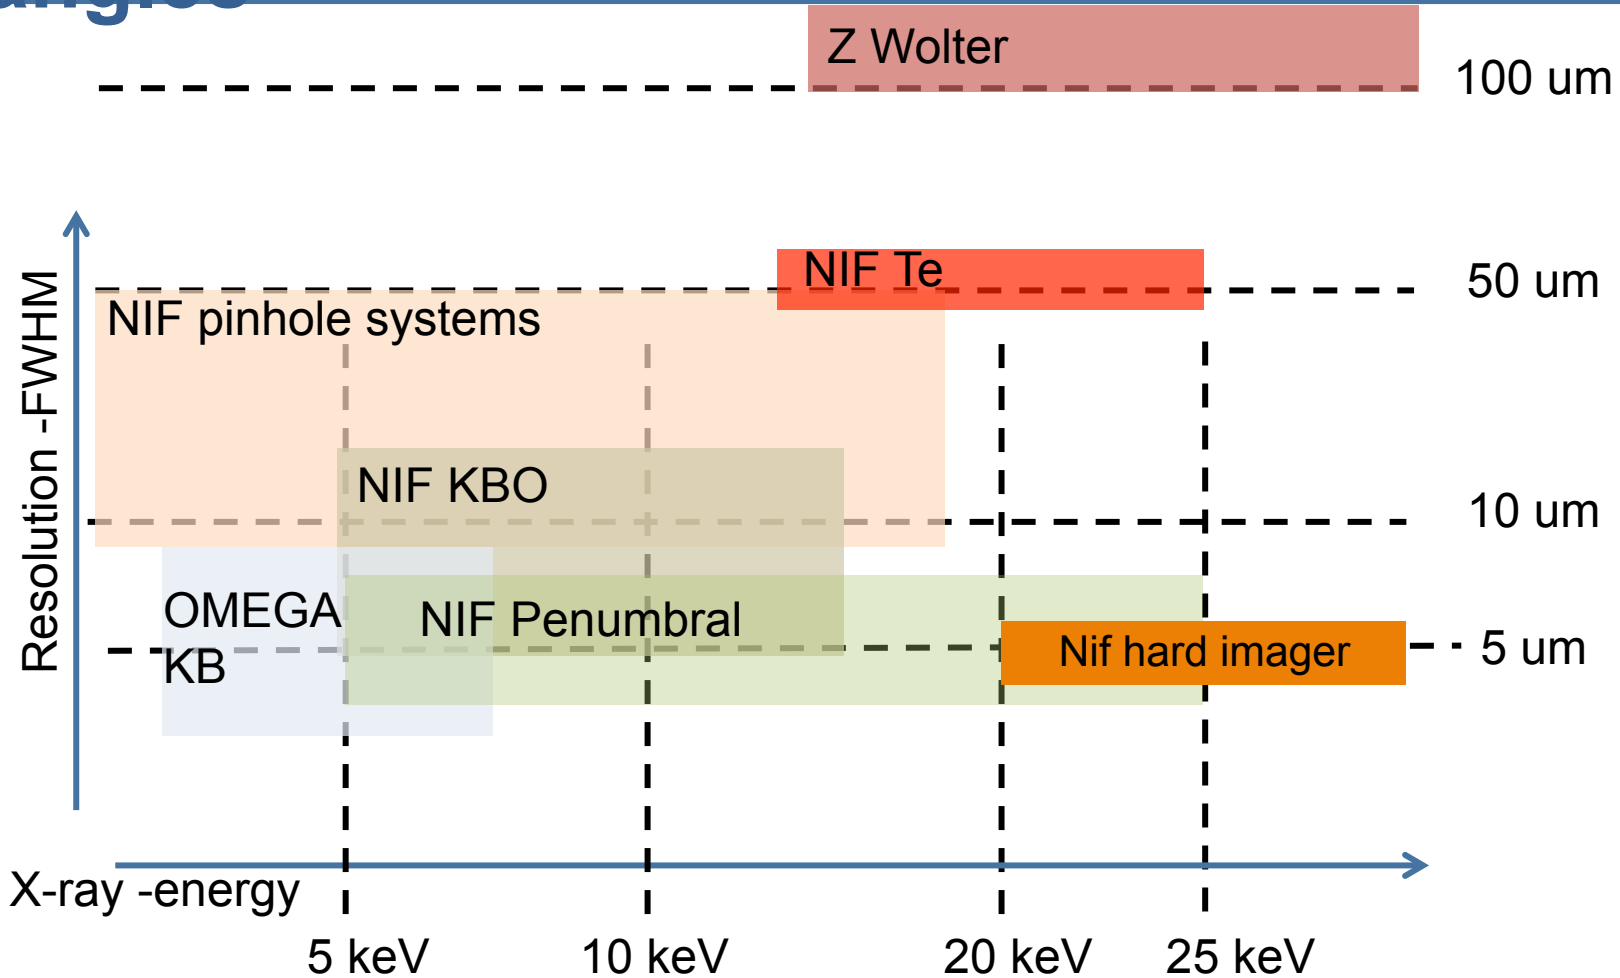 Z Wolter
100 um
NIF Te
50 um
NIF pinhole systems
Resolution -FWHM
NIF KBO
10 um
OMEGA
KB
NIF Penumbral
Nif hard imager
5 um
X-ray -energy
5 keV
10 keV
20 keV
25 keV